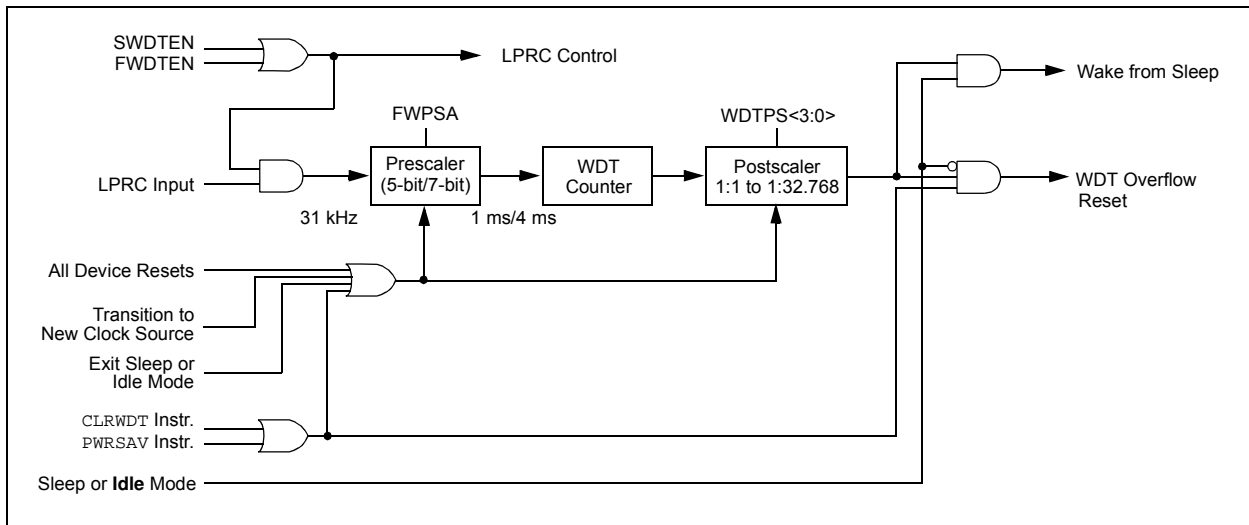 SWDTEN
FWDTEN
LPRC Control
Wake from Sleep
FWPSA
WDTPS<3:0>
LPRC Input
Prescaler
(5-bit/7-bit)
WDT
Counter
Postscaler
1:1 to 1:32.768
WDT Overflow
Reset
31 kHz
1 ms/4 ms
All Device Resets
Transition to
New Clock Source
Exit Sleep or
Idle Mode
CLRWDT Instr.
PWRSAV Instr.
Sleep or Idle Mode